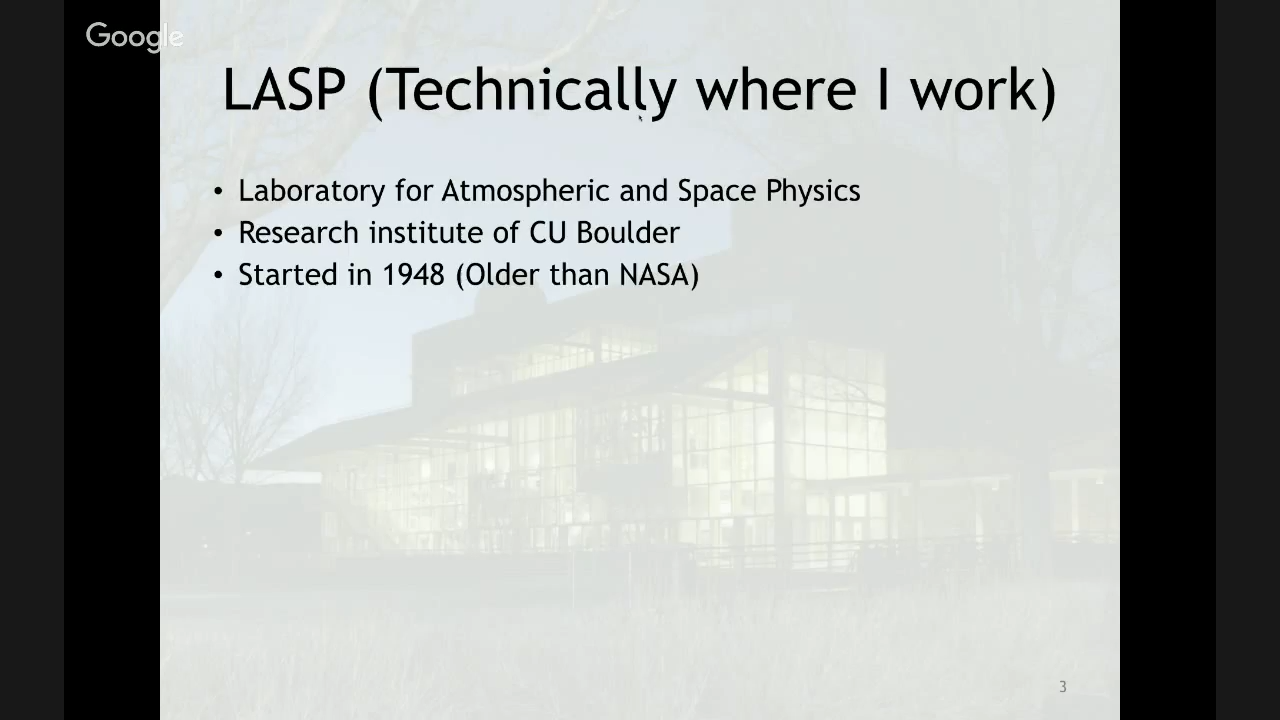 Google
LASP (Technically where I work)
• Laboratory for Atmospheric and Space Physics
• Research institute of CU Boulder
• Started in 1948 (Older than NASA)
3